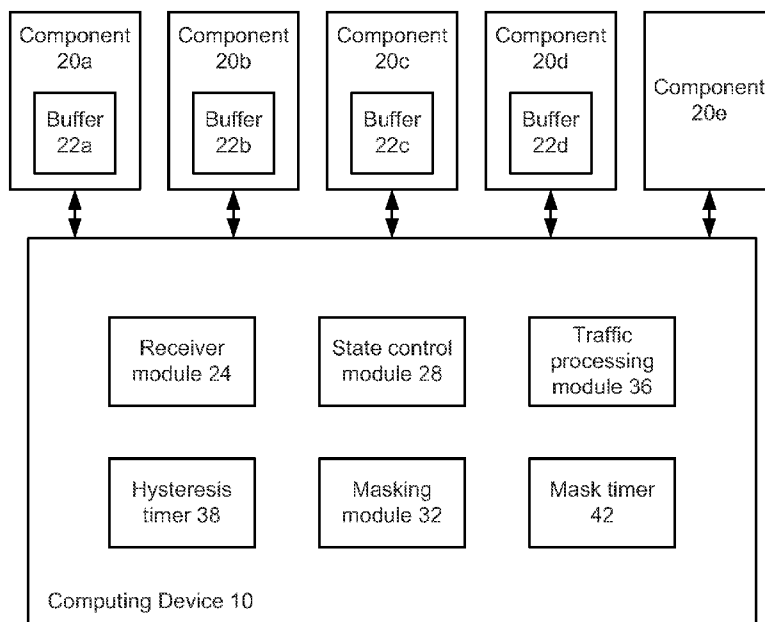 Component
20a
Buffer
22a
Component
20b
Buffer
22b
Component
20c
Buffer
22c
Component
20d
Buffer
22d
Component
20e
Receiver
module 24
State control
module 28
Traffic
processing
module 36
Hysteresis
timer 38
Masking
module 32
Mask timer
42
Computing Device 10